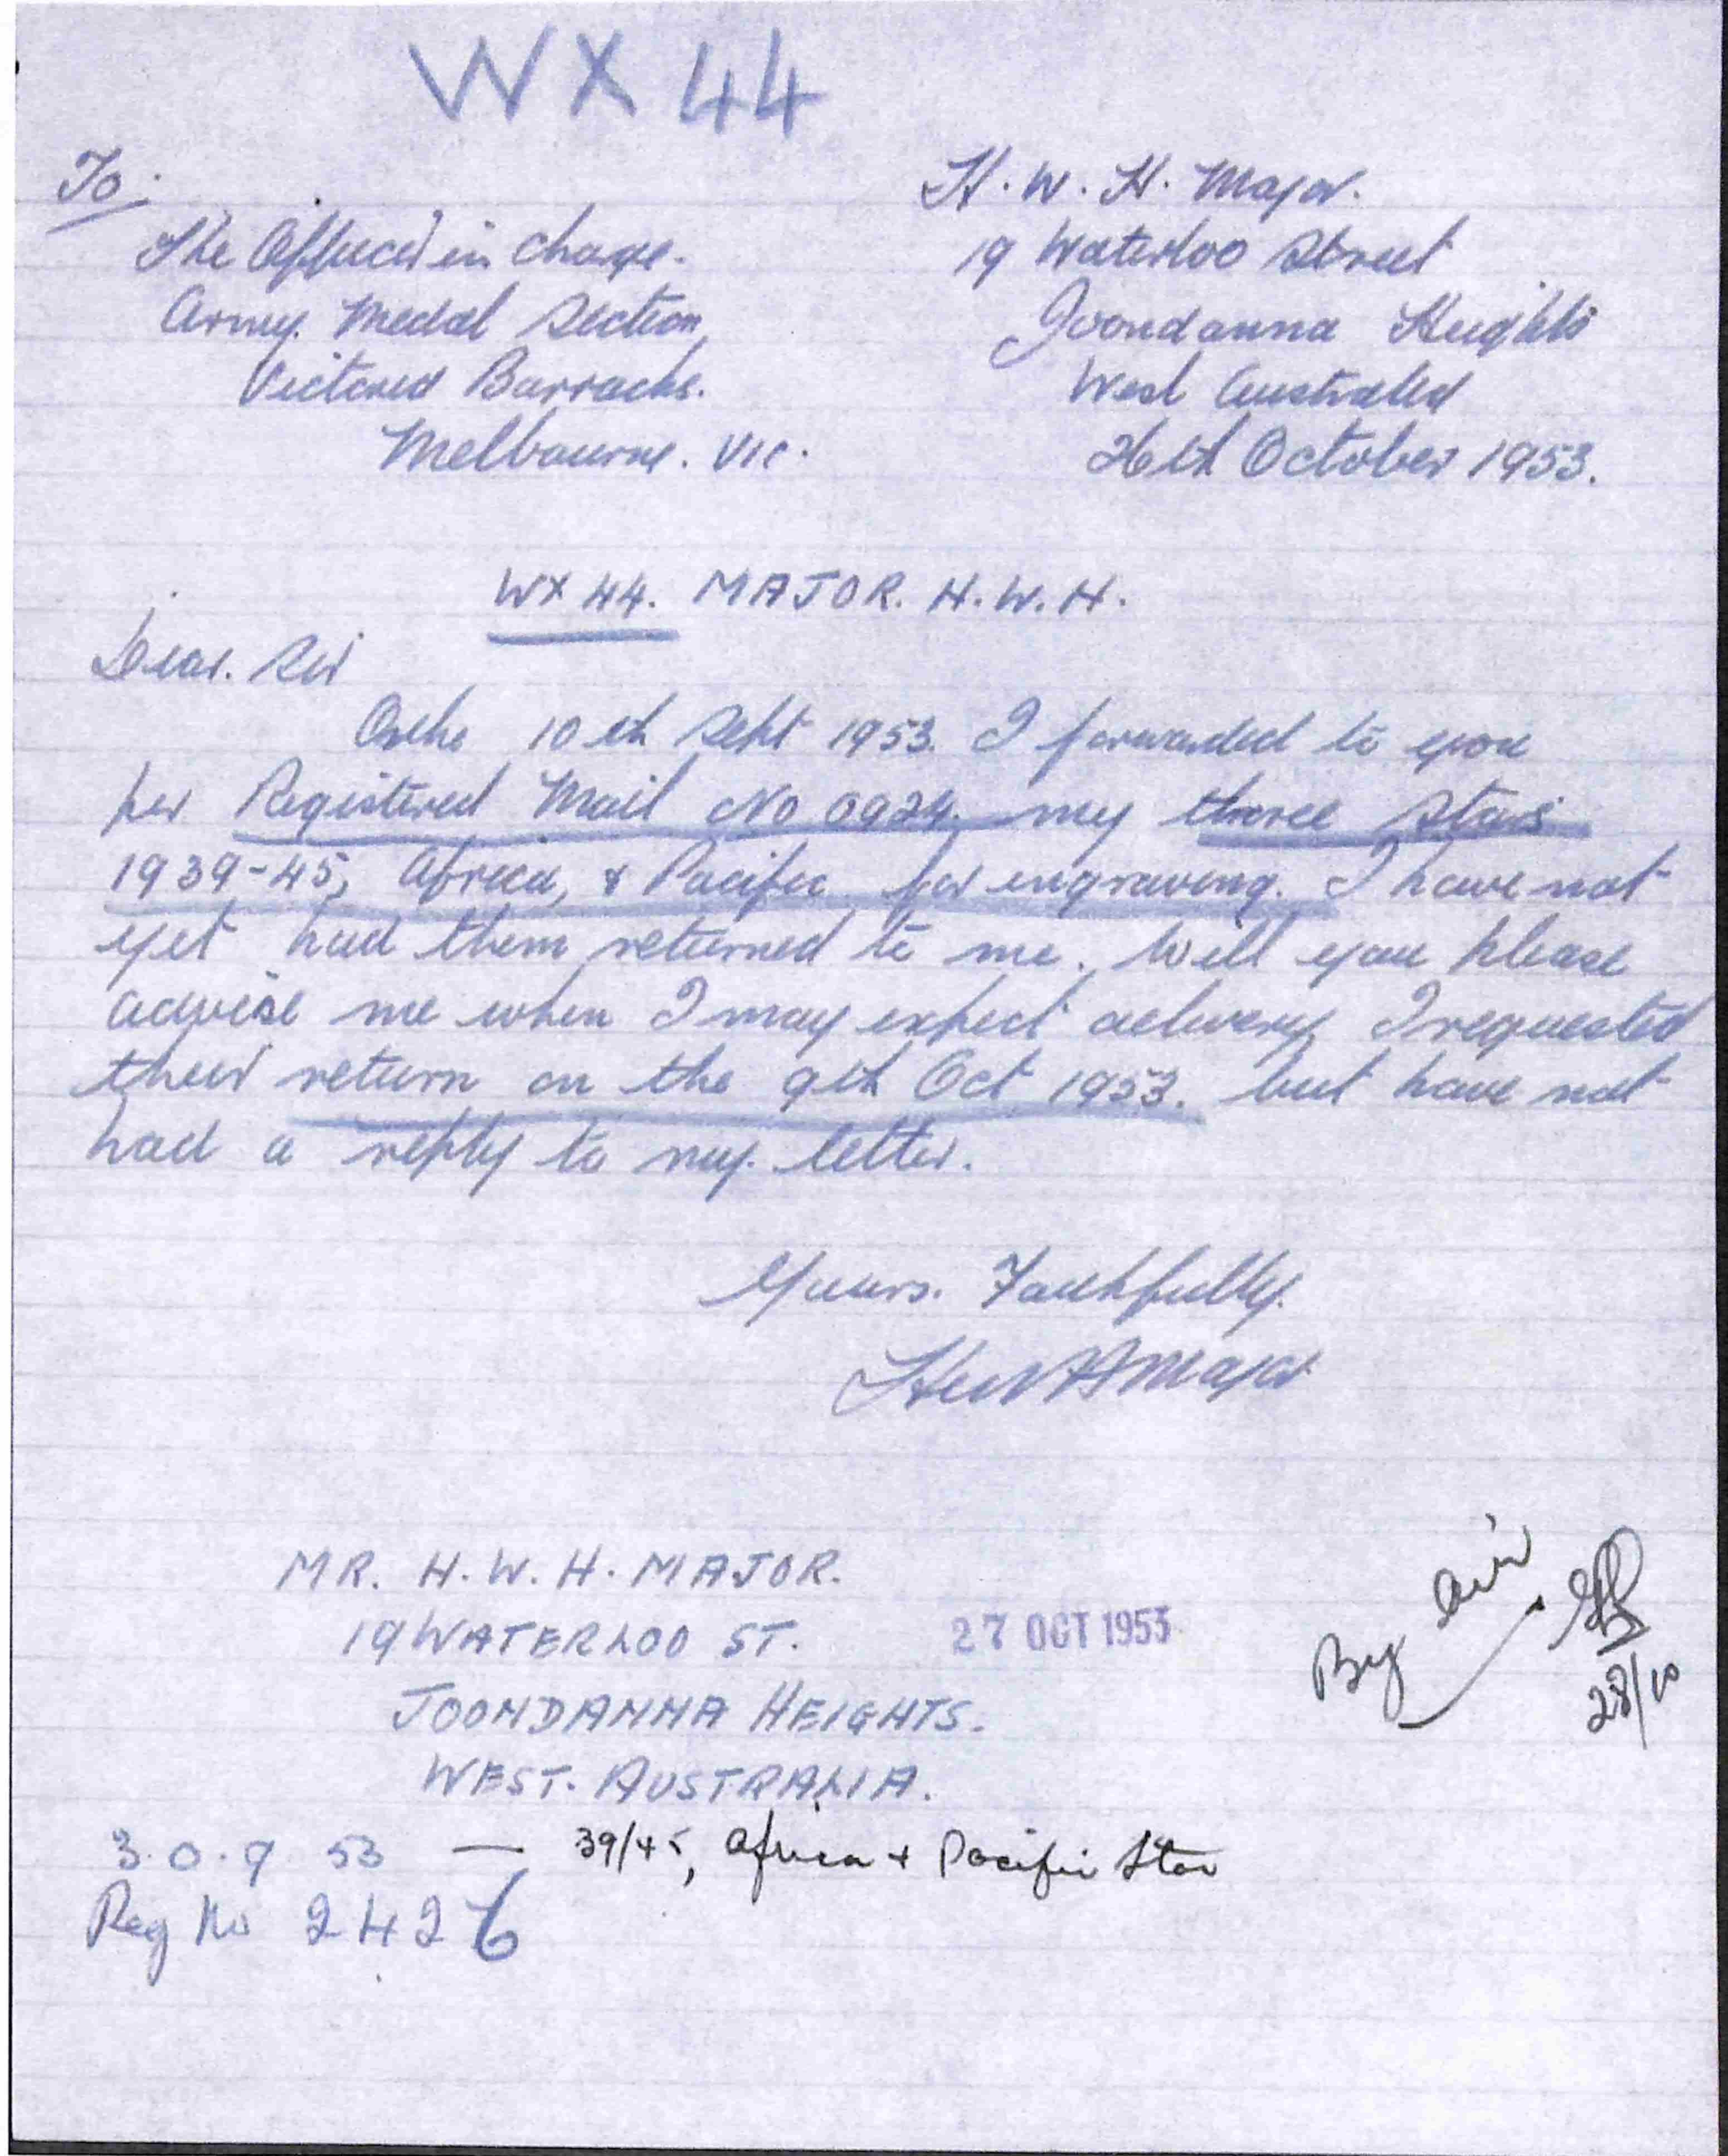 WX 44
To.
The Officer in Charge.
Army. Medal Section,
Victoria Barracks.
Melbourne. Vic.
H. W. H. Major.
19 Waterloo Street
Joondanna Heights
West Australia
26th October 1953.
WX 44. MAJOR. H. W. H.
Dear. Sir
On the 10th Sept 1953. I forwarded to you
per Registered Mail No 0924. my three Stars
1939-45, Africa, & Pacific for engraving. I have not
yet had them returned to me. Will you please
advise me when I may expect delivery. I requested
their return on the 9th Oct 1953. but have not
had a reply to my. letter.
Yours. Faithfully.
HWHMajor
MR. H. W. H. MAJOR.
19 WATERLOO ST.
27 OCT 1953
JOONDANNA HEIGHTS.
WEST. AUSTRALIA.
By air
28/10
3.0.9 53 — 39/45, Africa + Pacific Star
Reg No 2426